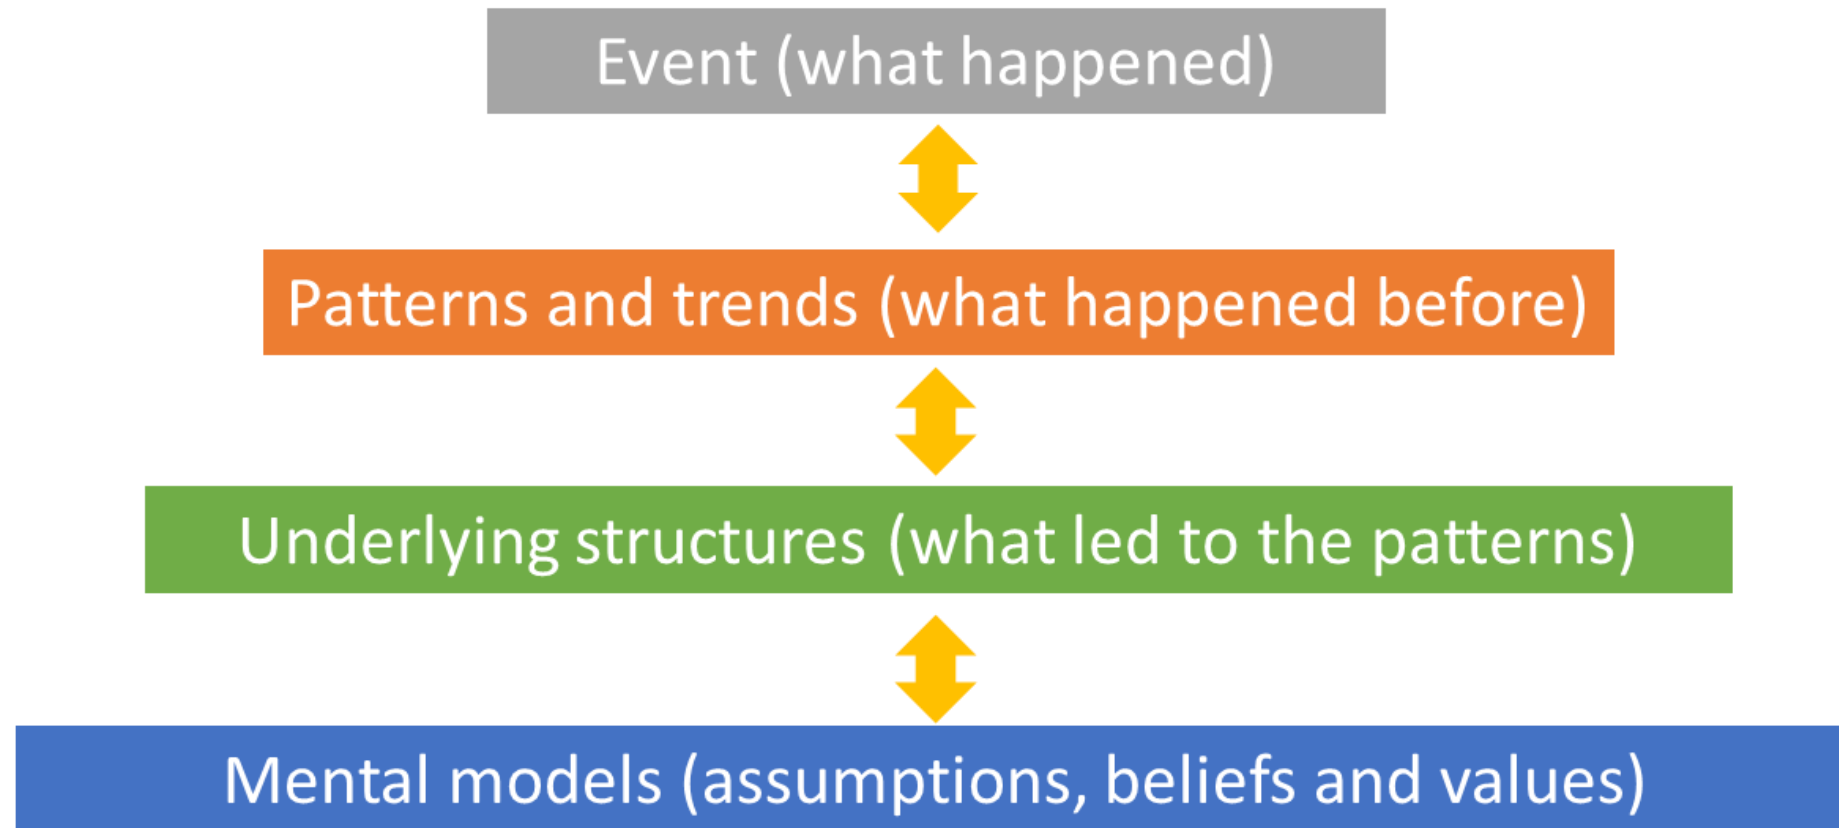 Event (what happened)
Patterns and trends (what happened before)
Underlying structures (what led to the patterns)
Mental models (assumptions, beliefs and values)